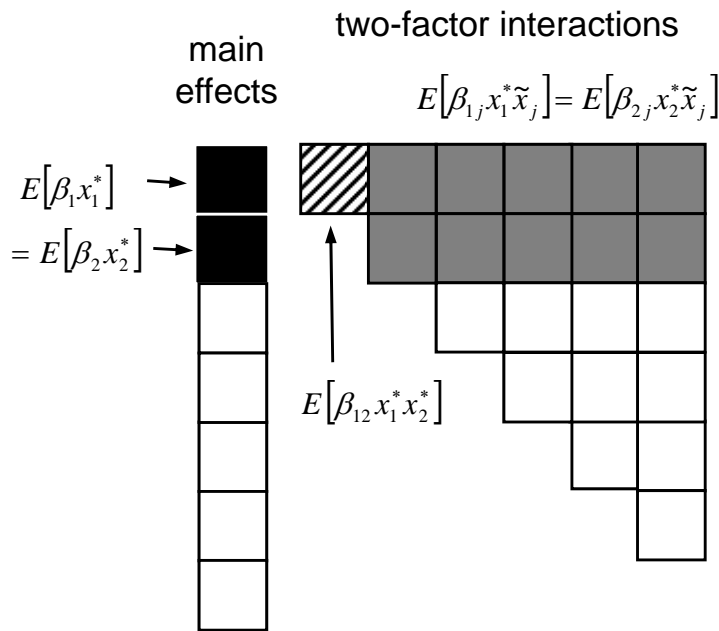 main
effects
two-factor interactions
E[β₁ⱼx₁*x̃ⱼ] = E[β₂ⱼx₂*x̃ⱼ]
E[β₁x₁*]
= E[β₂x₂*]
E[β₁₂x₁*x₂*]